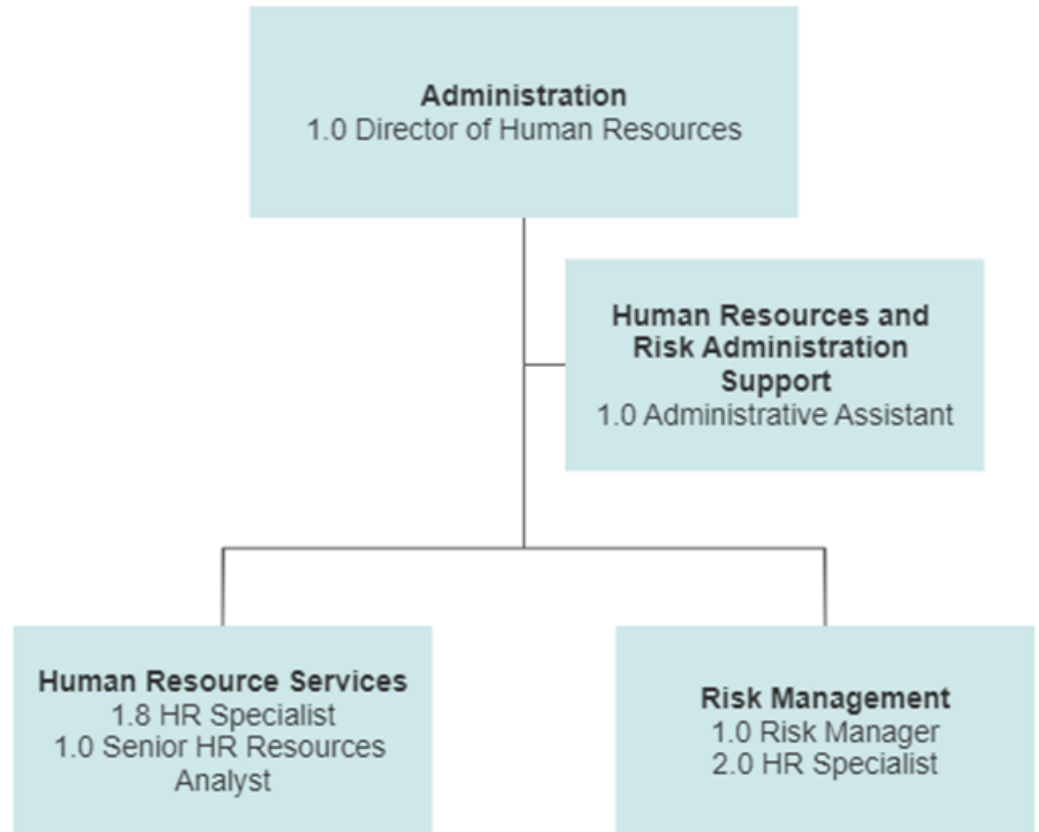 Administration
1.0 Director of Human Resources
Human Resources and
Risk Administration
Support
1.0 Administrative Assistant
Human Resource Services
1.8 HR Specialist
1.0 Senior HR Resources
Analyst
Risk Management
1.0 Risk Manager
2.0 HR Specialist